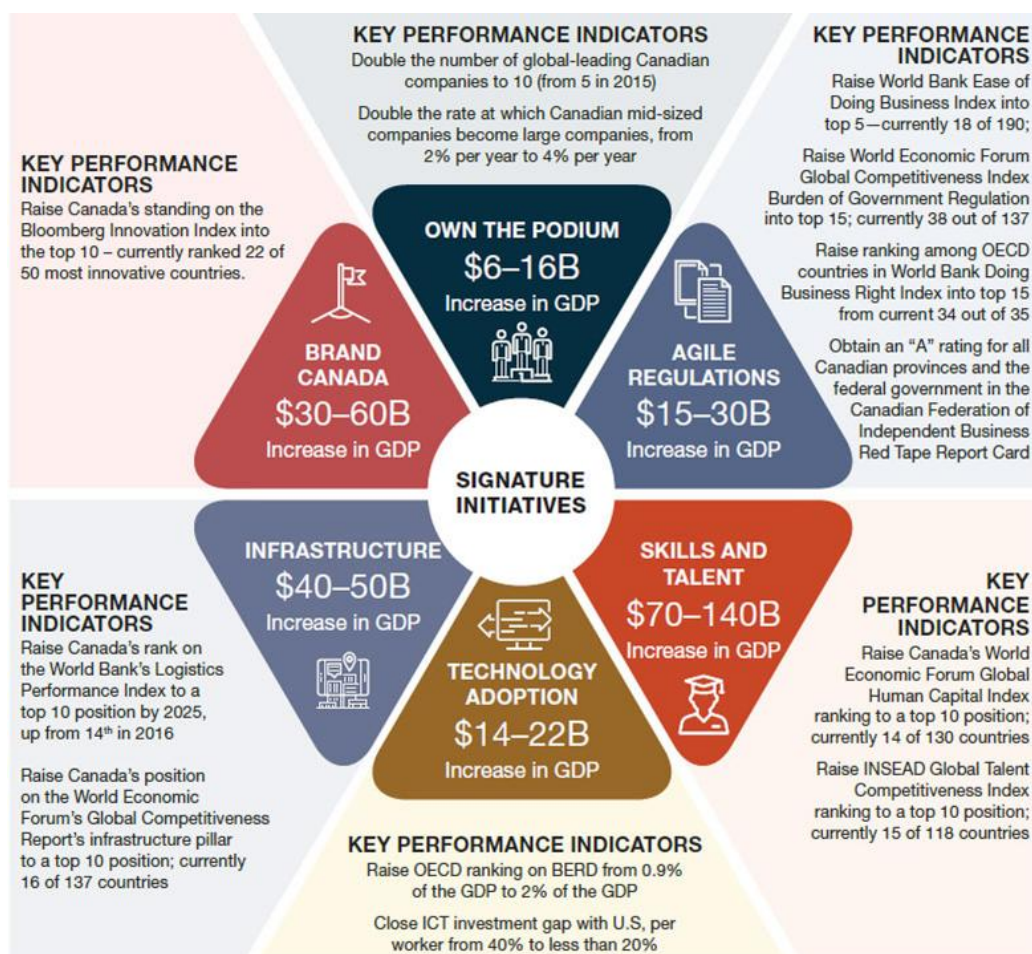 KEY PERFORMANCE INDICATORS
Double the number of global-leading Canadian
companies to 10 (from 5 in 2015)
Double the rate at which Canadian mid-sized
companies become large companies, from
2% per year to 4% per year
KEY PERFORMANCE
INDICATORS
Raise World Bank Ease of
Doing Business Index into
top 5—currently 18 of 190;
Raise World Economic Forum
Global Competitiveness Index
Burden of Government Regulation
into top 15; currently 38 out of 137
Raise ranking among OECD
countries in World Bank Doing
Business Right Index into top 15
from current 34 out of 35
Obtain an “A” rating for all
Canadian provinces and the
federal government in the
Canadian Federation of
Independent Business
Red Tape Report Card
KEY PERFORMANCE
INDICATORS
Raise Canada’s standing on the
Bloomberg Innovation Index into
the top 10 – currently ranked 22 of
50 most innovative countries.
OWN THE PODIUM
$6–16B
Increase in GDP
BRAND
CANADA
$30–60B
Increase in GDP
AGILE
REGULATIONS
$15–30B
Increase in GDP
SIGNATURE
INITIATIVES
INFRASTRUCTURE
$40–50B
Increase in GDP
SKILLS AND
TALENT
$70–140B
Increase in GDP
TECHNOLOGY
ADOPTION
$14–22B
Increase in GDP
KEY
PERFORMANCE
INDICATORS
Raise Canada’s rank on
the World Bank’s Logistics
Performance Index to a
top 10 position by 2025,
up from 14th in 2016
Raise Canada’s position
on the World Economic
Forum’s Global Competitiveness
Report’s infrastructure pillar
to a top 10 position; currently
16 of 137 countries
KEY
PERFORMANCE
INDICATORS
Raise Canada’s World
Economic Forum Global
Human Capital Index
ranking to a top 10 position;
currently 14 of 130 countries
Raise INSEAD Global Talent
Competitiveness Index
ranking to a top 10 position;
currently 15 of 118 countries
KEY PERFORMANCE INDICATORS
Raise OECD ranking on BERD from 0.9%
of the GDP to 2% of the GDP
Close ICT investment gap with U.S, per
worker from 40% to less than 20%